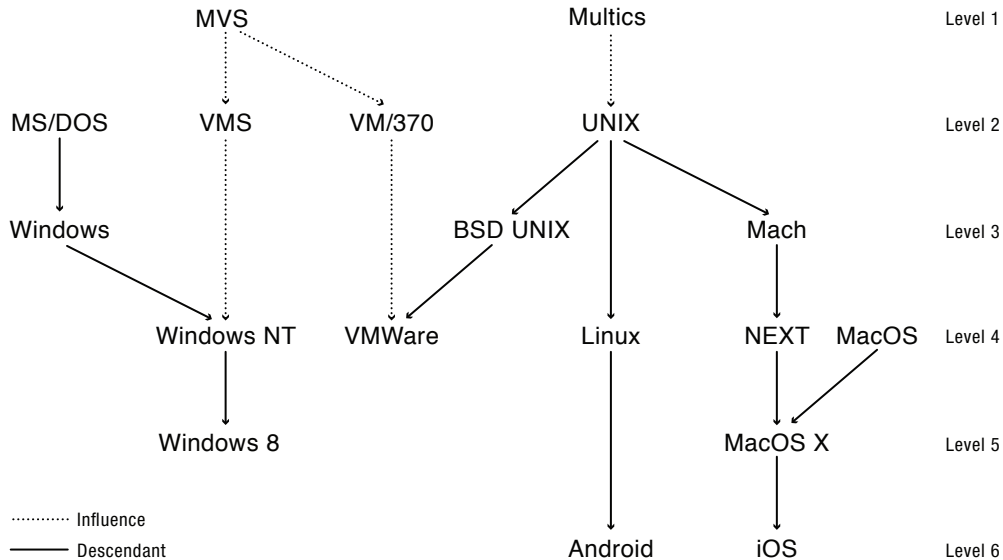 MVS Multics Level 1
MS/DOS VMS VM/370 UNIX Level 2
Windows BSD UNIX Mach Level 3
Windows NT VMWare Linux NEXT MacOS Level 4
Windows 8 MacOS X Level 5
Influence
Descendant Android iOS Level 6